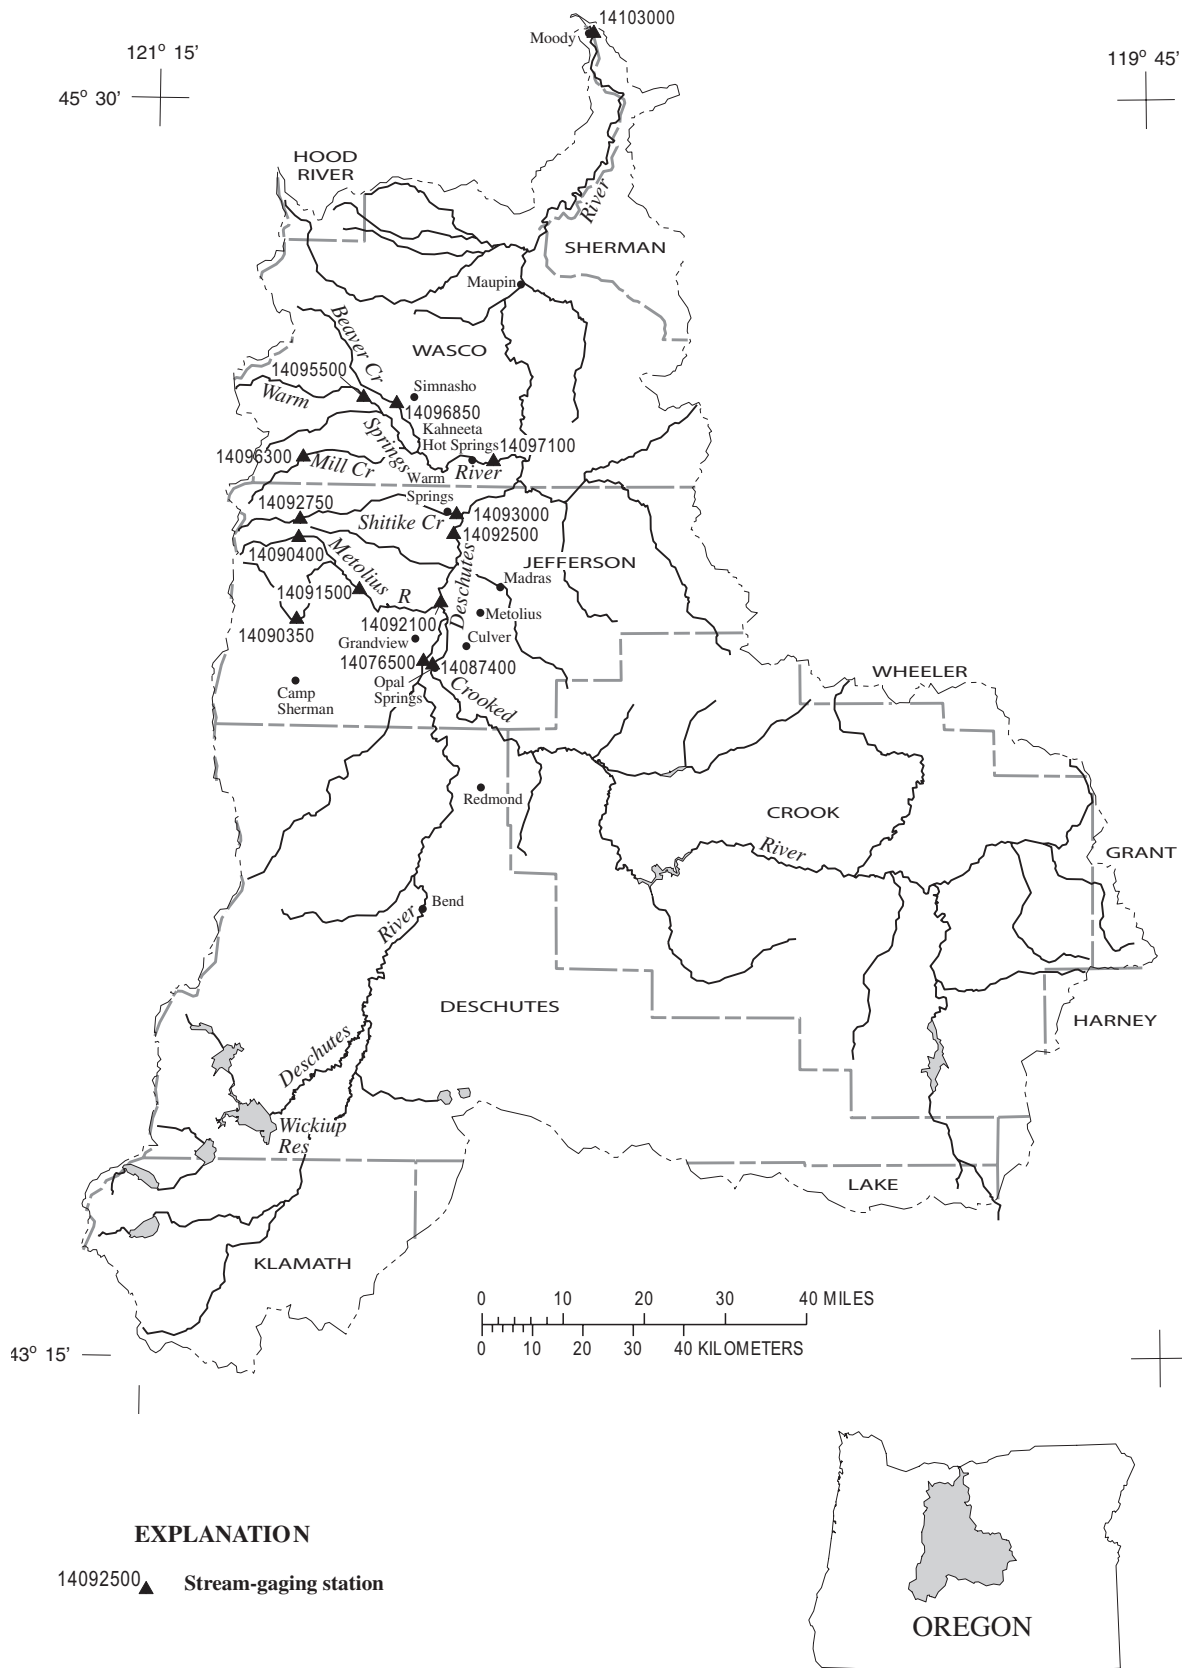 14103000
Moody
121° 15'
119° 45'
45° 30'
HOOD
RIVER
River
SHERMAN
Maupin
Beaver Cr
WASCO
14095500
Simnasho
Warm
14096850
Springs
Kahneeta
Hot Springs
14097100
14096300
Mill Cr
River
Warm
Springs
14092750
Shitike Cr
14093000
14092500
14090400
Metolius
R
Deschutes
JEFFERSON
Madras
14091500
Metolius
14092100
14090350
Grandview
Culver
14076500
14087400
Opal
Springs
Crooked
Camp
Sherman
WHEELER
Redmond
CROOK
River
GRANT
Bend
River
DESCHUTES
HARNEY
Deschutes
Wickiup
Res
LAKE
KLAMATH
0 10 20 30 40 MILES
0 10 20 30 40 KILOMETERS
43° 15'
EXPLANATION
14092500 Stream-gaging station
OREGON